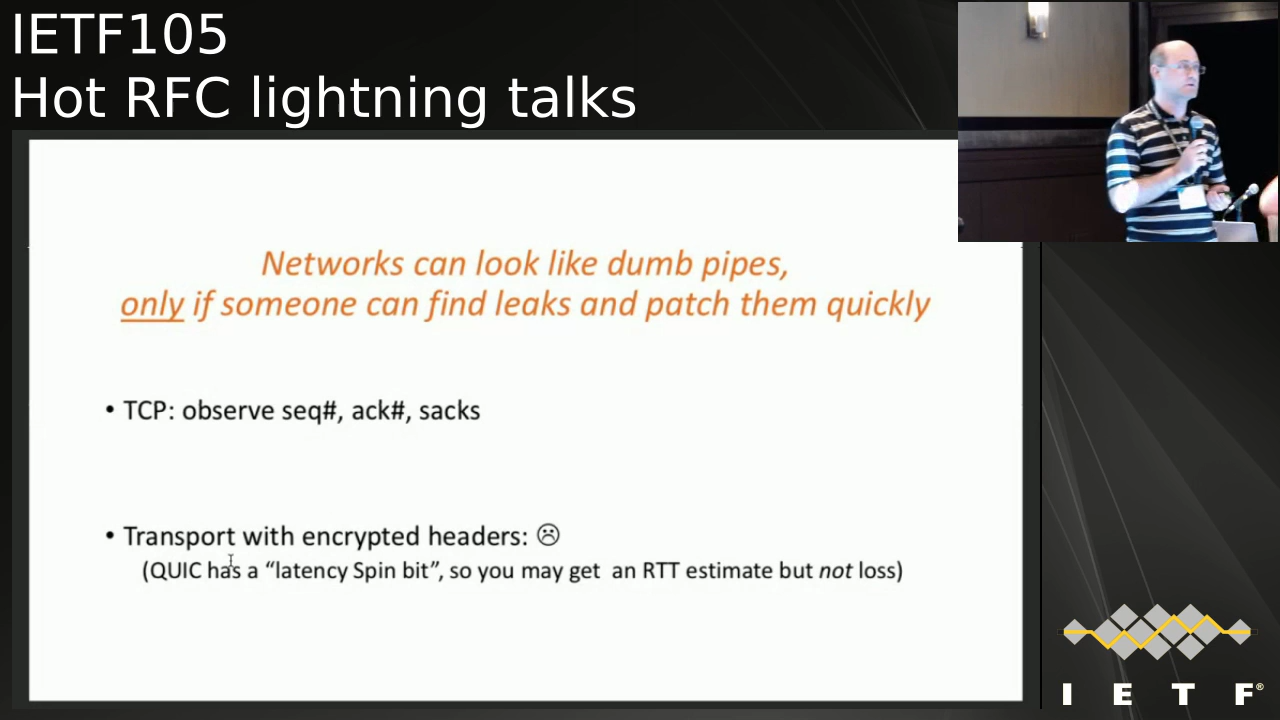 IETF105
Hot RFC lightning talks
Networks can look like dumb pipes,
only if someone can find leaks and patch them quickly
• TCP: observe seq#, ack#, sacks
• Transport with encrypted headers: ☹
(QUIC has a “latency Spin bit”, so you may get an RTT estimate but not loss)
I E T F®